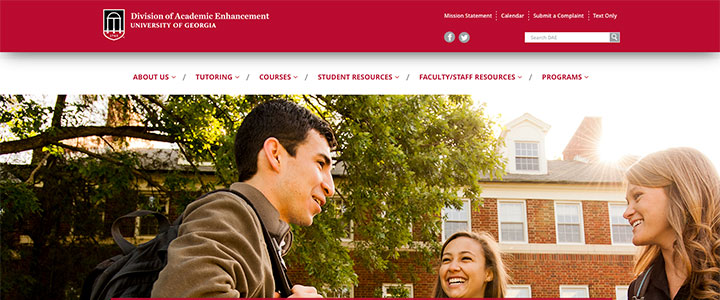 Division of Academic Enhancement
UNIVERSITY OF GEORGIA
Mission Statement Calendar Submit a Complaint Text Only
Search DAE
ABOUT US / TUTORING / COURSES / STUDENT RESOURCES / FACULTY/STAFF RESOURCES / PROGRAMS